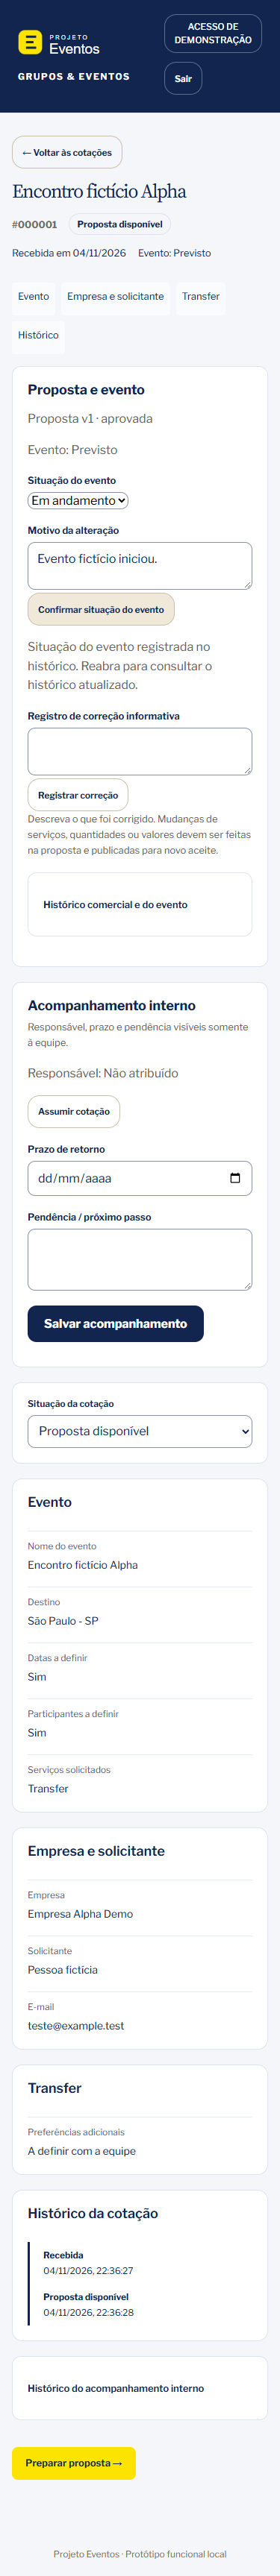 PROJETO
Eventos
GRUPOS & EVENTOS
ACESSO DE
DEMONSTRAÇÃO
Sair
← Voltar às cotações
Encontro fictício Alpha
#000001
Proposta disponível
Recebida em 04/11/2026 Evento: Previsto
Evento
Empresa e solicitante
Transfer
Histórico
Proposta e evento
Proposta v1 · aprovada
Evento: Previsto
Situação do evento
Em andamento
Motivo da alteração
Evento fictício iniciou.
Confirmar situação do evento
Situação do evento registrada no
histórico. Reabra para consultar o
histórico atualizado.
Registro de correção informativa
Registrar correção
Descreva o que foi corrigido. Mudanças de
serviços, quantidades ou valores devem ser feitas
na proposta e publicadas para novo aceite.
Histórico comercial e do evento
Acompanhamento interno
Responsável, prazo e pendência visíveis somente
à equipe.
Responsável: Não atribuído
Assumir cotação
Prazo de retorno
dd/mm/aaaa
Pendência / próximo passo
Salvar acompanhamento
Situação da cotação
Proposta disponível
Evento
Nome do evento
Encontro fictício Alpha
Destino
São Paulo - SP
Datas a definir
Sim
Participantes a definir
Sim
Serviços solicitados
Transfer
Empresa e solicitante
Empresa
Empresa Alpha Demo
Solicitante
Pessoa fictícia
E-mail
teste@example.test
Transfer
Preferências adicionais
A definir com a equipe
Histórico da cotação
Recebida
04/11/2026, 22:36:27
Proposta disponível
04/11/2026, 22:36:28
Histórico do acompanhamento interno
Preparar proposta →
Projeto Eventos · Protótipo funcional local